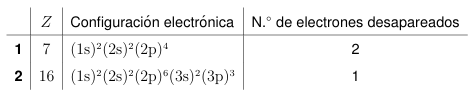 Z Configuración electrónica N.° de electrones desapareados
1 7 (1s)²(2s)²(2p)⁴ 2
2 16 (1s)²(2s)²(2p)⁶(3s)²(3p)³ 1